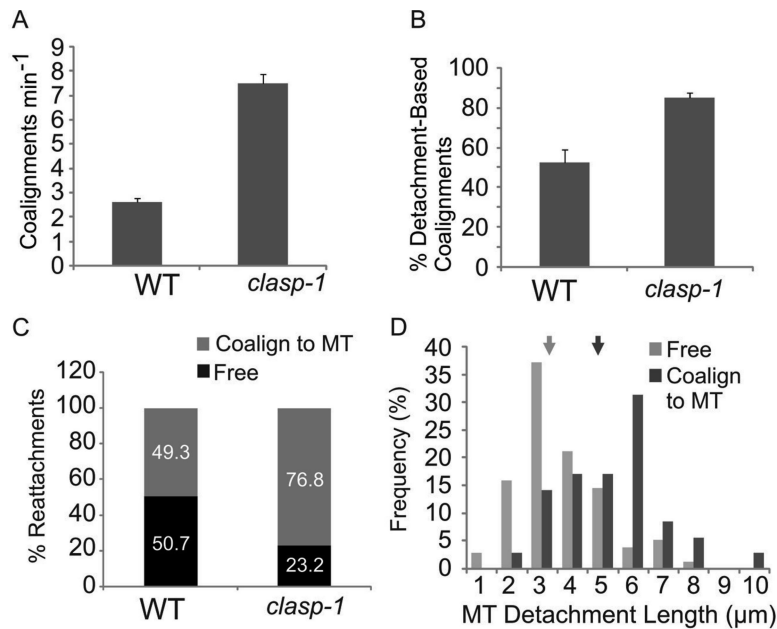 A
Coalignments min⁻¹
9
8
7
6
5
4
3
2
1
0
WT
clasp-1
B
% Detachment-Based
Coalignments
100
80
60
40
20
0
WT
clasp-1
C
Coalign to MT
Free
% Reattachments
120
100
80
60
40
20
0
49.3
50.7
76.8
23.2
WT
clasp-1
D
Free
Coalign
to MT
Frequency (%)
40
35
30
25
20
15
10
5
0
1 2 3 4 5 6 7 8 9 10
MT Detachment Length (μm)